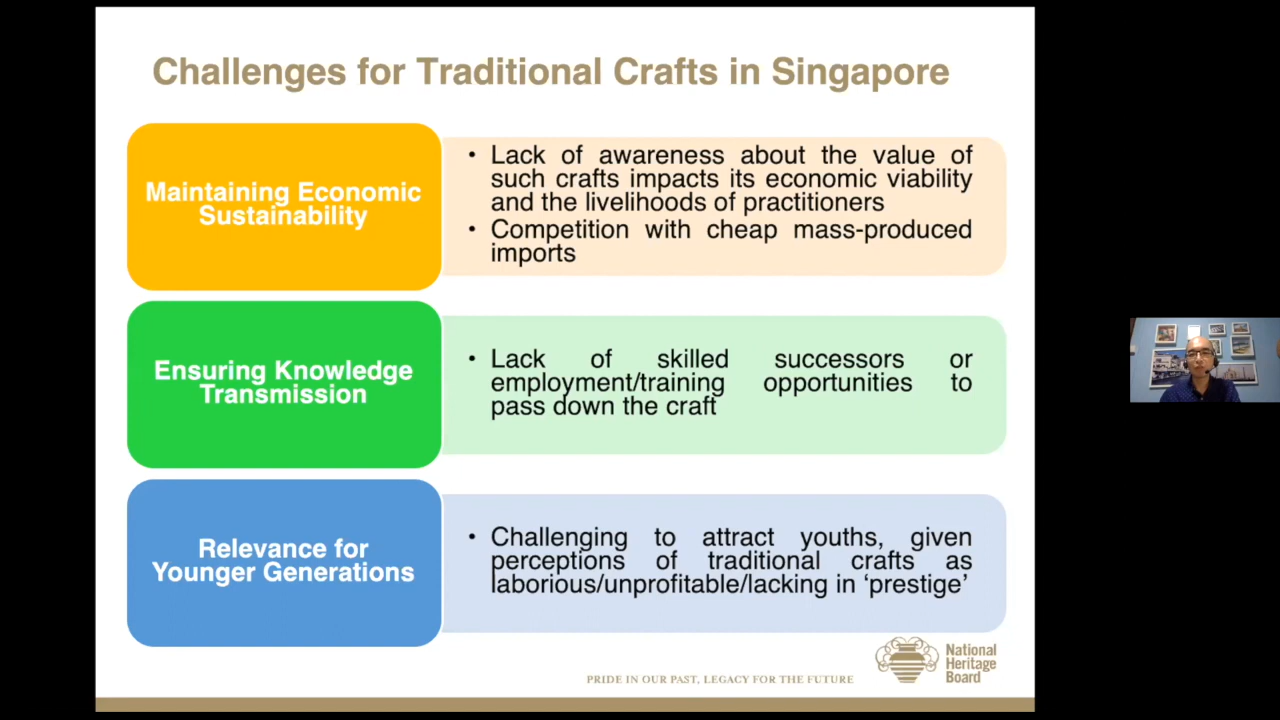 Challenges for Traditional Crafts in Singapore
Maintaining Economic
Sustainability
• Lack of awareness about the value of
such crafts impacts its economic viability
and the livelihoods of practitioners
• Competition with cheap mass-produced
imports
Ensuring Knowledge
Transmission
• Lack of skilled successors or
employment/training opportunities to
pass down the craft
Relevance for
Younger Generations
• Challenging to attract youths, given
perceptions of traditional crafts as
laborious/unprofitable/lacking in ‘prestige’
PRIDE IN OUR PAST, LEGACY FOR THE FUTURE
National
Heritage
Board